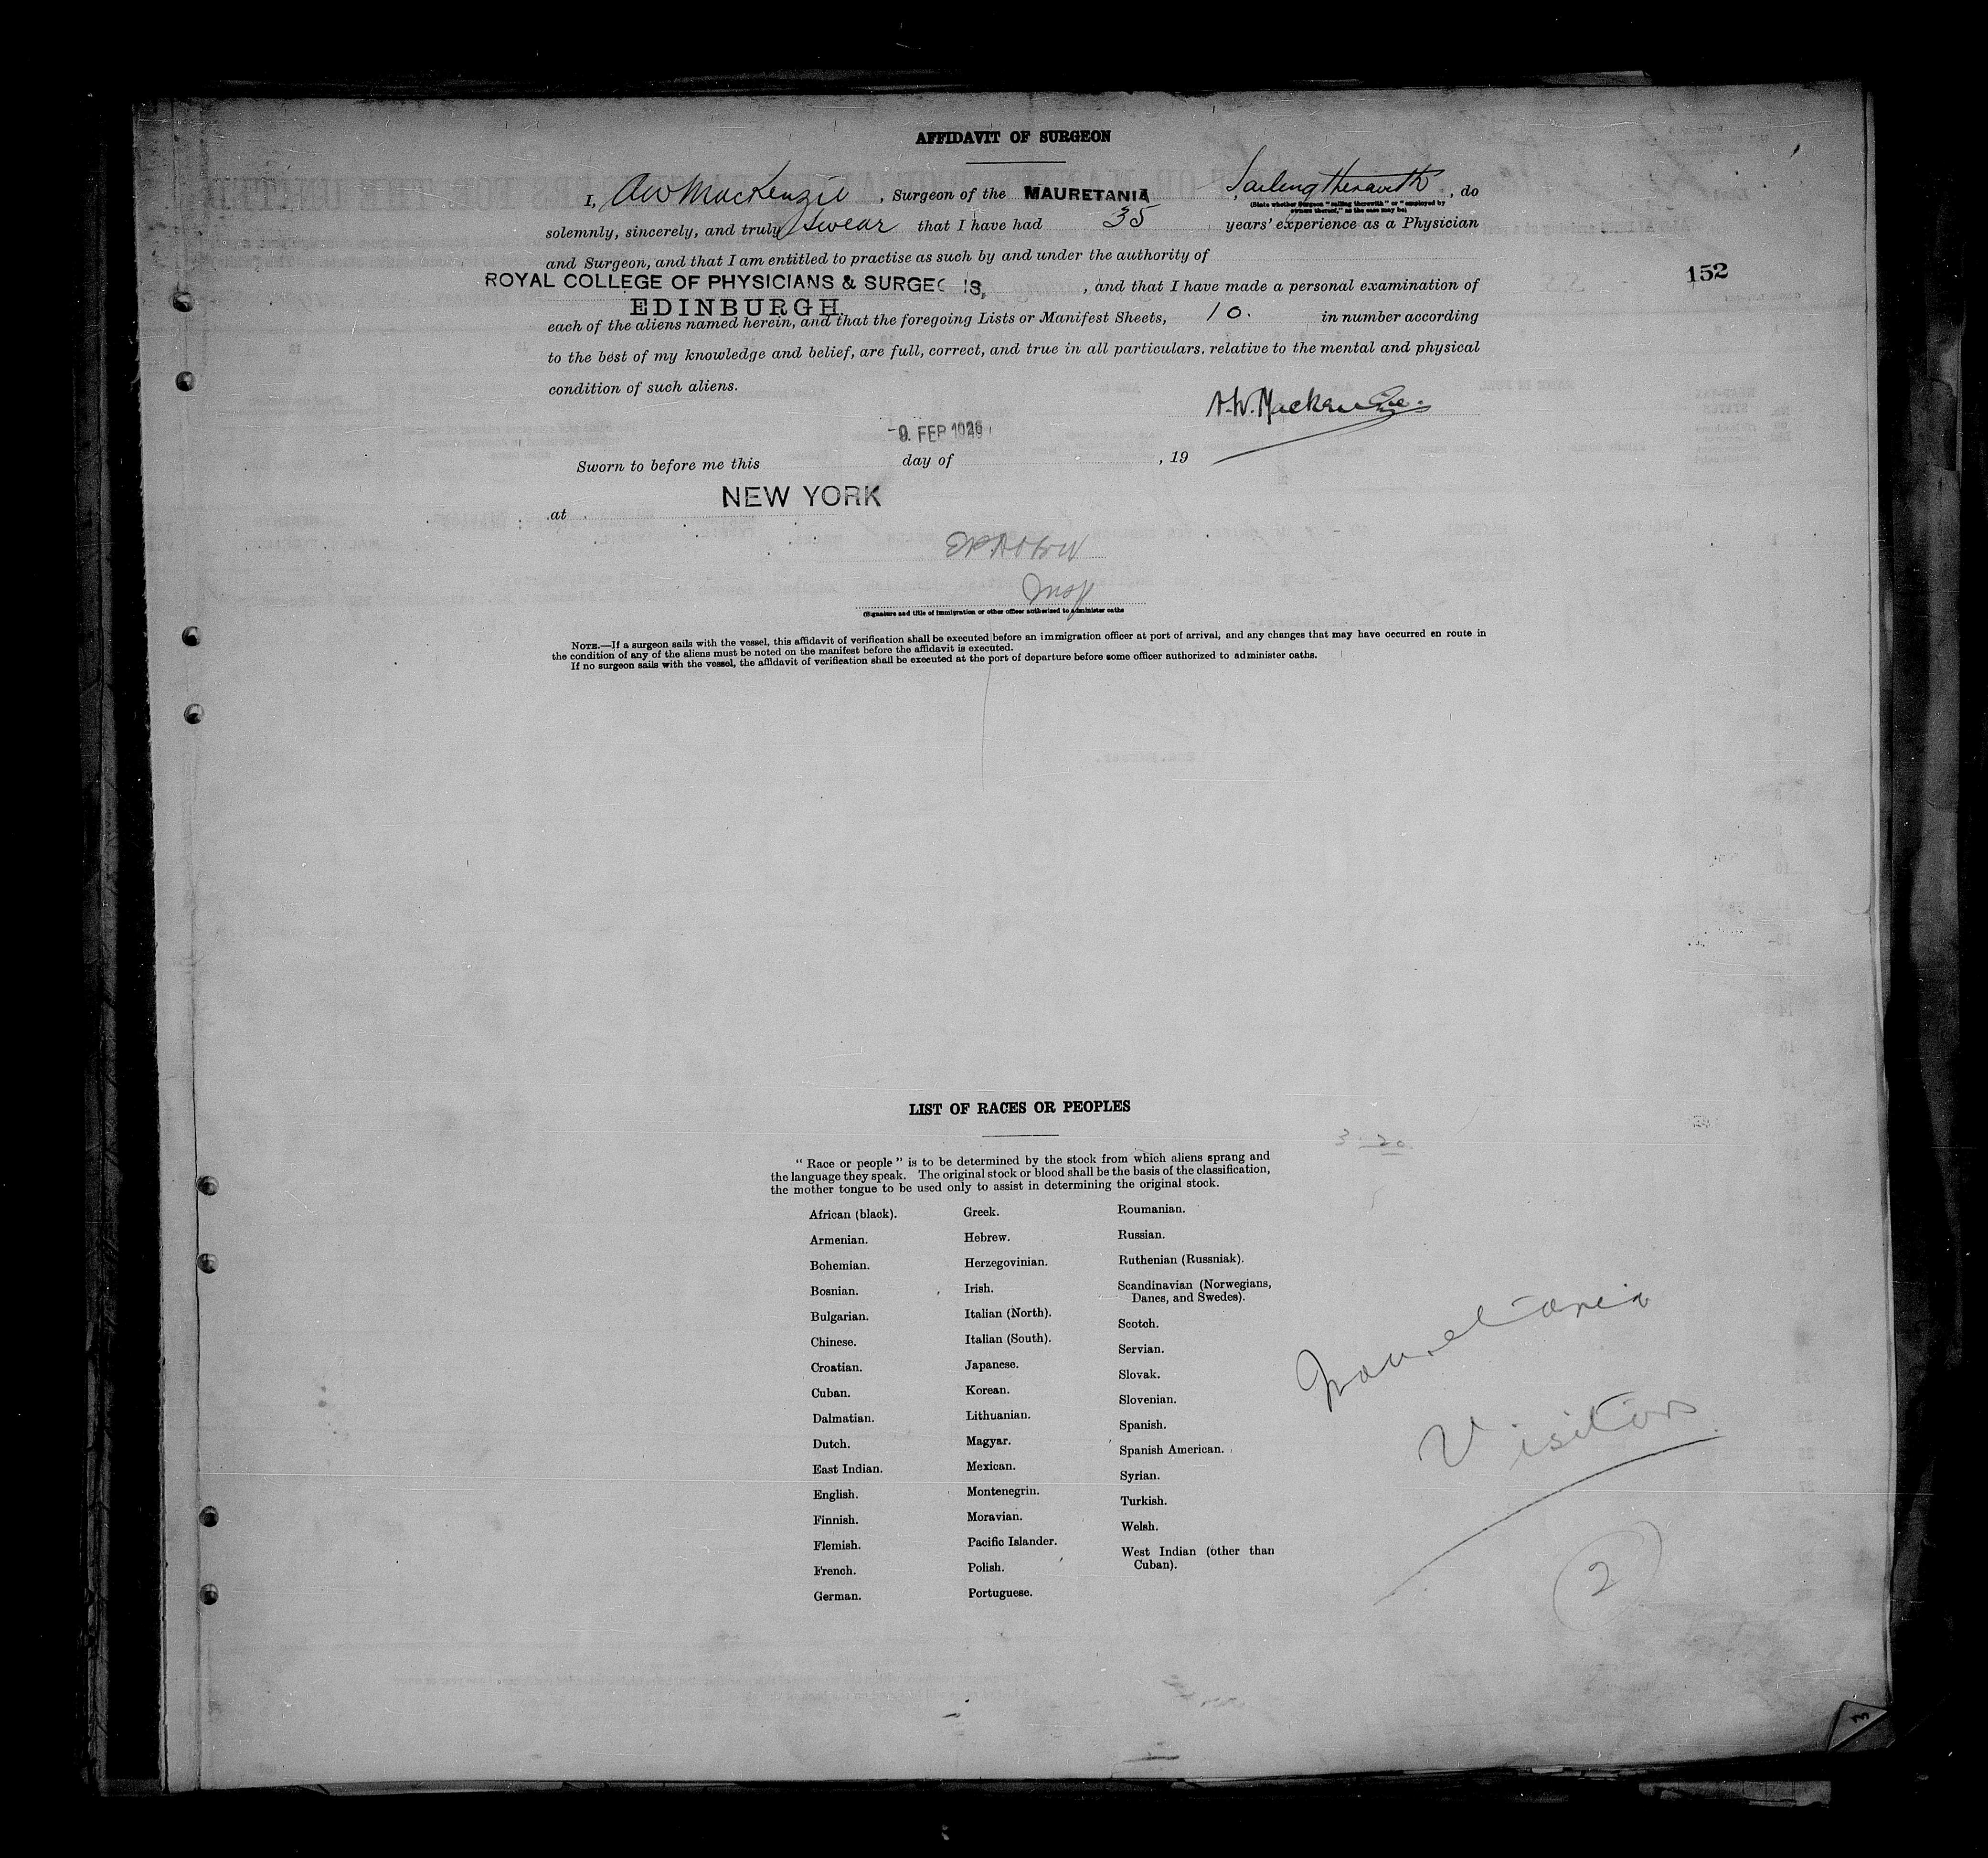 AFFIDAVIT OF SURGEON
152
I, AW MacKenzie, Surgeon of the MAURETANIA, Sailing therewith, do
(State whether Surgeon "sailing therewith" or "employed by
owners thereof," as the case may be)
solemnly, sincerely, and truly swear that I have had 35 years' experience as a Physician
and Surgeon, and that I am entitled to practise as such by and under the authority of
ROYAL COLLEGE OF PHYSICIANS & SURGEONS, , and that I have made a personal examination of
EDINBURGH.
each of the aliens named herein, and that the foregoing Lists or Manifest Sheets, 10. in number according
to the best of my knowledge and belief, are full, correct, and true in all particulars, relative to the mental and physical
condition of such aliens.
A.W. Mackenzie.
-9 FEB 1926
Sworn to before me this day of , 19
at NEW YORK
Insp
(Signature and title of immigration or other officer authorized to administer oaths
NOTE.—If a surgeon sails with the vessel, this affidavit of verification shall be executed before an immigration officer at port of arrival, and any changes that may have occurred en route in
the condition of any of the aliens must be noted on the manifest before the affidavit is executed.
If no surgeon sails with the vessel, the affidavit of verification shall be executed at the port of departure before some officer authorized to administer oaths.
LIST OF RACES OR PEOPLES
3-20
"Race or people" is to be determined by the stock from which aliens sprang and
the language they speak. The original stock or blood shall be the basis of the classification,
the mother tongue to be used only to assist in determining the original stock.
African (black).
Armenian.
Bohemian.
Bosnian.
Bulgarian.
Chinese.
Croatian.
Cuban.
Dalmatian.
Dutch.
East Indian.
English.
Finnish.
Flemish.
French.
German.
Greek.
Hebrew.
Herzegovinian.
Irish.
Italian (North).
Italian (South).
Japanese.
Korean.
Lithuanian.
Magyar.
Mexican.
Montenegrin.
Moravian.
Pacific Islander.
Polish.
Portuguese.
Roumanian.
Russian.
Ruthenian (Russniak).
Scandinavian (Norwegians,
Danes, and Swedes).
Scotch.
Servian.
Slovak.
Slovenian.
Spanish.
Spanish American.
Syrian.
Turkish.
Welsh.
West Indian (other than
Cuban).
Mauretania
Visitors
2
3